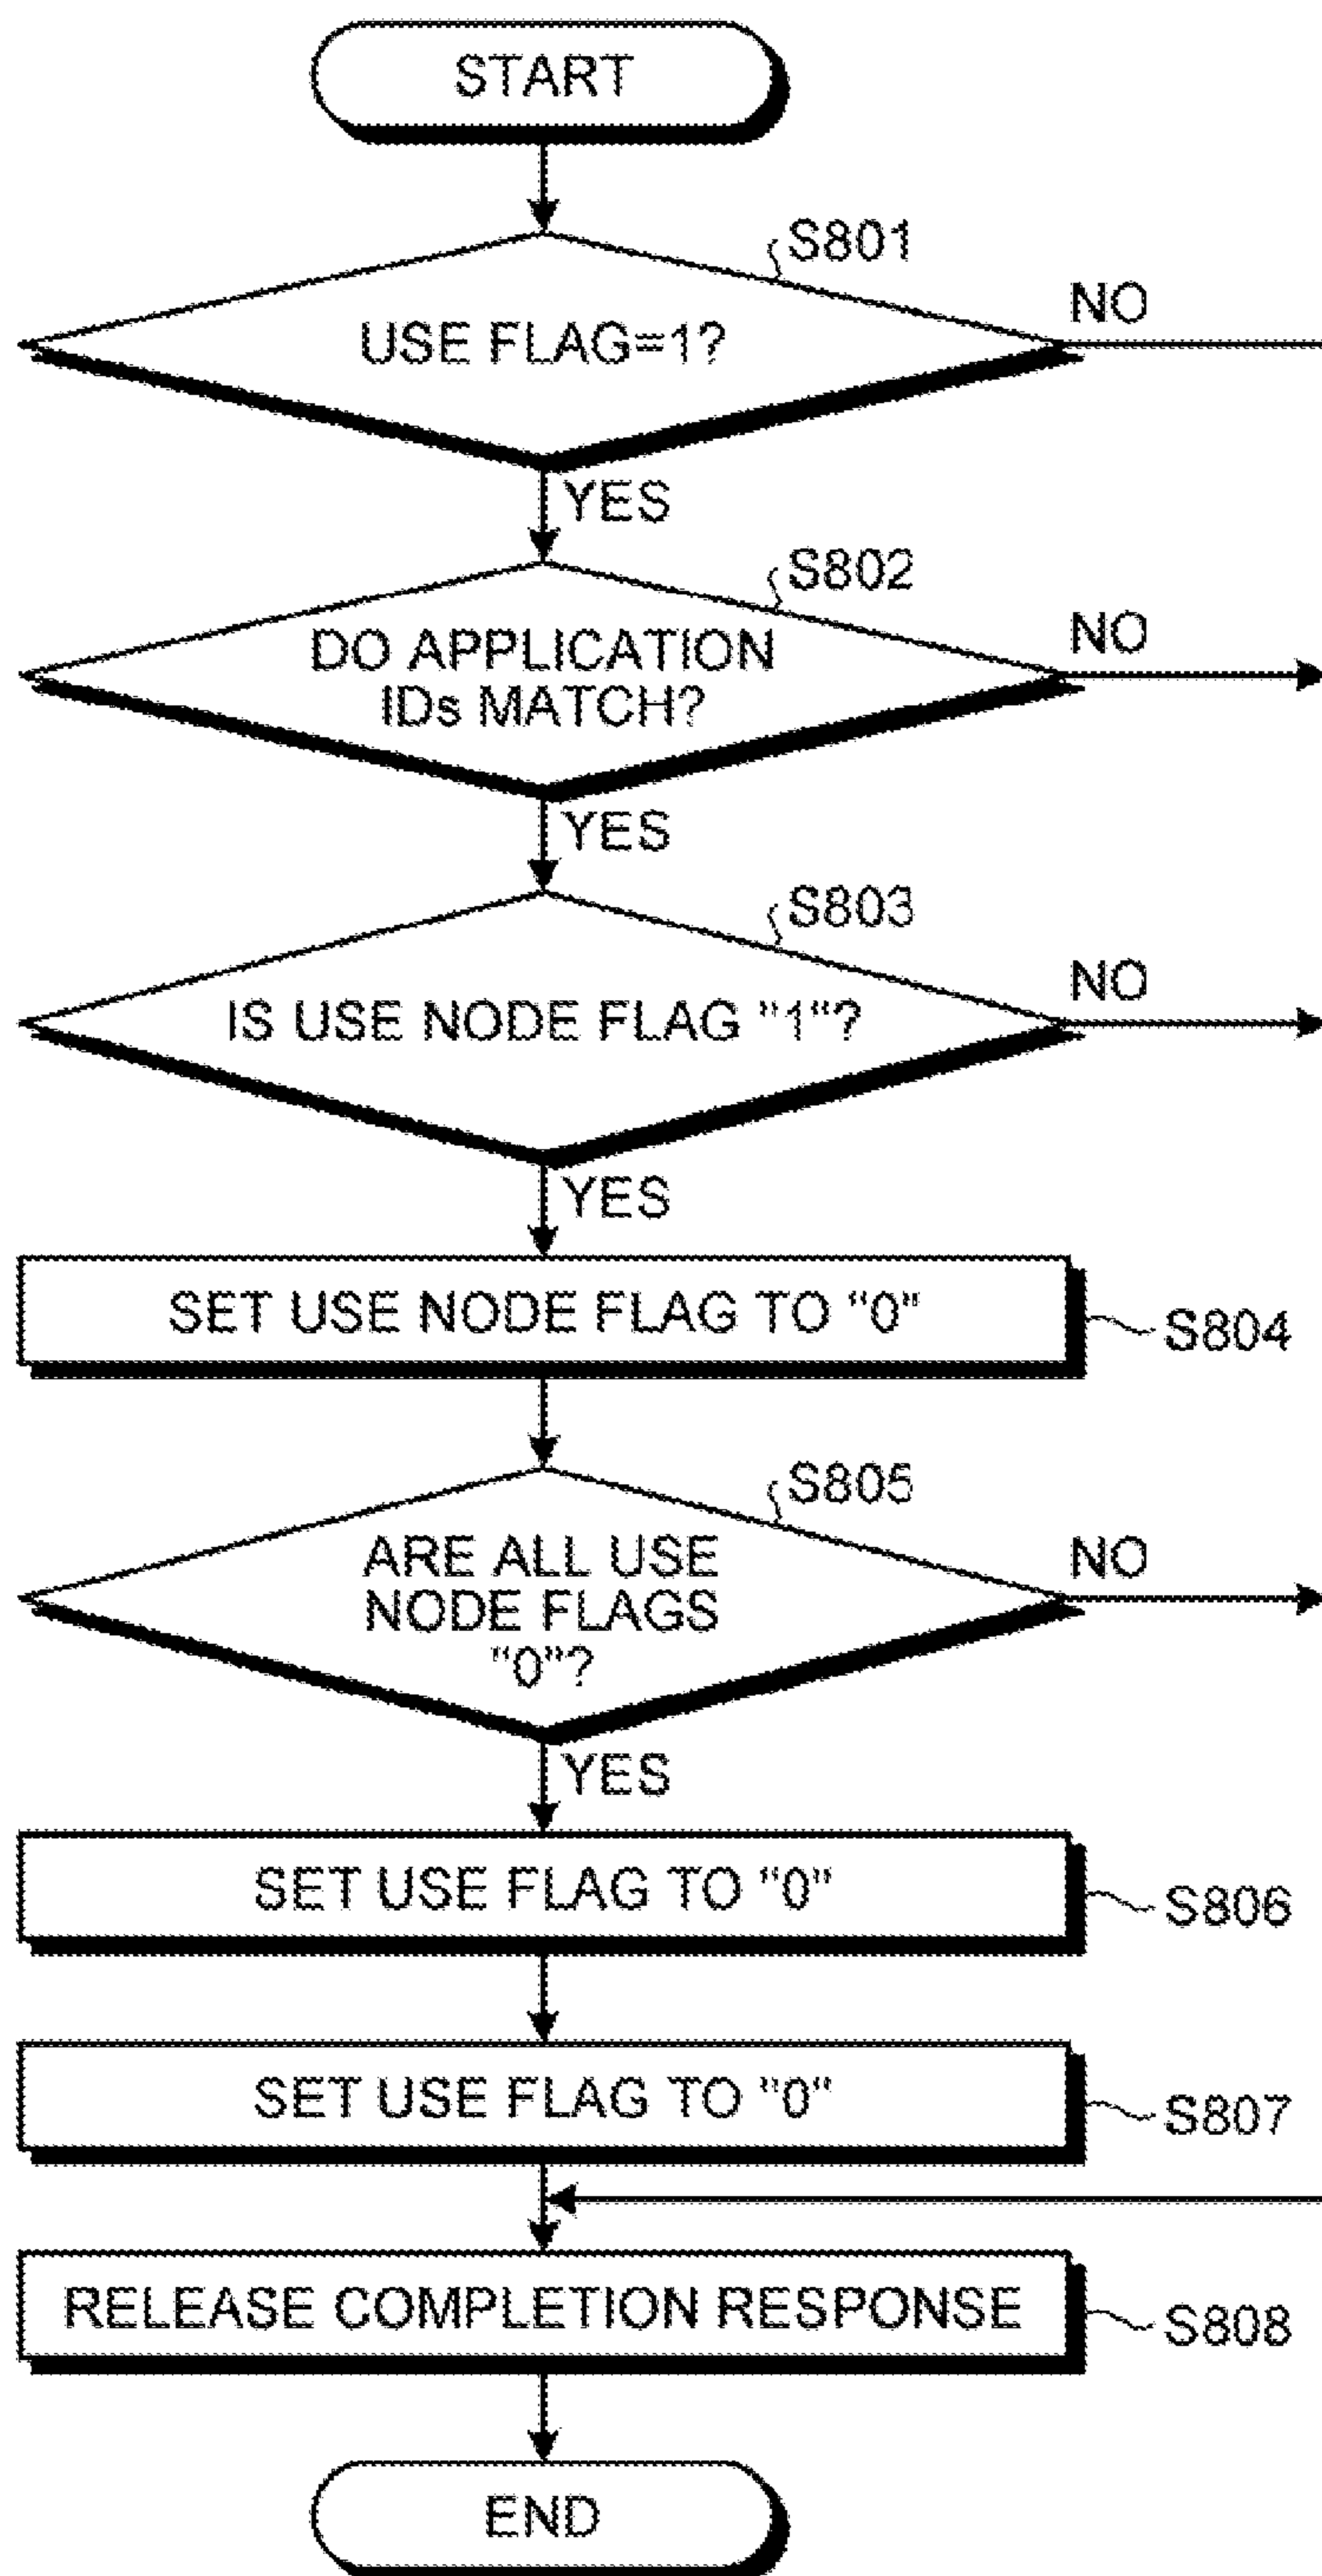 START
S801
USE FLAG=1?
NO
YES
S802
DO APPLICATION
IDs MATCH?
NO
YES
S803
IS USE NODE FLAG "1"?
NO
YES
SET USE NODE FLAG TO "0"
S804
S805
ARE ALL USE
NODE FLAGS
"0"?
NO
YES
SET USE FLAG TO "0"
S806
SET USE FLAG TO "0"
S807
RELEASE COMPLETION RESPONSE
S808
END